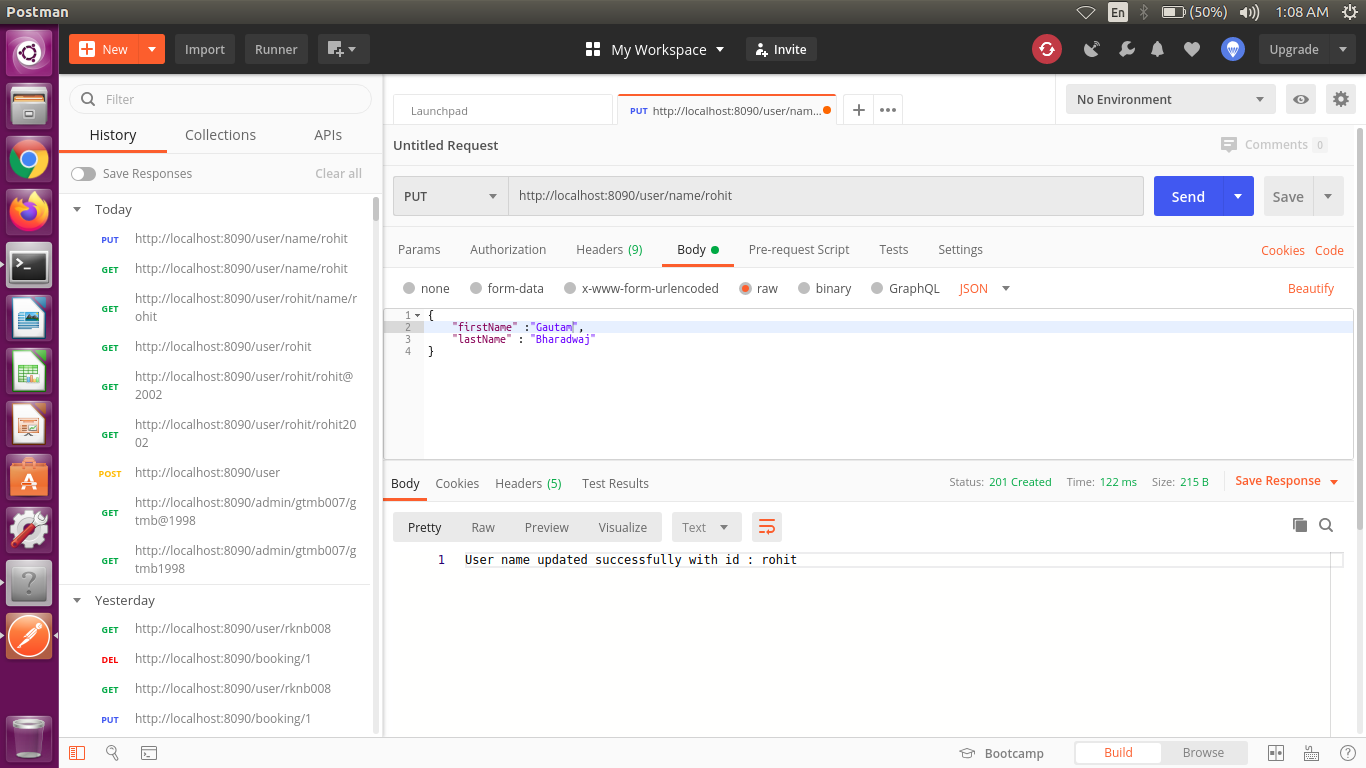 Postman
En
(50%)
1:08 AM
New
Import
Runner
My Workspace
Invite
Upgrade
Filter
History
Collections
APIs
Save Responses
Clear all
Today
PUT http://localhost:8090/user/name/rohit
GET http://localhost:8090/user/name/rohit
GET http://localhost:8090/user/rohit/name/r
ohit
GET http://localhost:8090/user/rohit
GET http://localhost:8090/user/rohit/rohit@
2002
GET http://localhost:8090/user/rohit/rohit20
02
POST http://localhost:8090/user
GET http://localhost:8090/admin/gtmb007/g
tmb@1998
GET http://localhost:8090/admin/gtmb007/g
tmb1998
Yesterday
GET http://localhost:8090/user/rknb008
DEL http://localhost:8090/booking/1
GET http://localhost:8090/user/rknb008
PUT http://localhost:8090/booking/1
Launchpad
PUT http://localhost:8090/user/nam...
No Environment
Untitled Request
Comments 0
PUT
http://localhost:8090/user/name/rohit
Send
Save
Params
Authorization
Headers (9)
Body
Pre-request Script
Tests
Settings
Cookies
Code
none
form-data
x-www-form-urlencoded
raw
binary
GraphQL
JSON
Beautify
1 {
2 "firstName" :"Gautam",
3 "lastName" : "Bharadwaj"
4 }
Body
Cookies
Headers (5)
Test Results
Status: 201 Created
Time: 122 ms
Size: 215 B
Save Response
Pretty
Raw
Preview
Visualize
Text
1 User name updated successfully with id : rohit
Bootcamp
Build
Browse